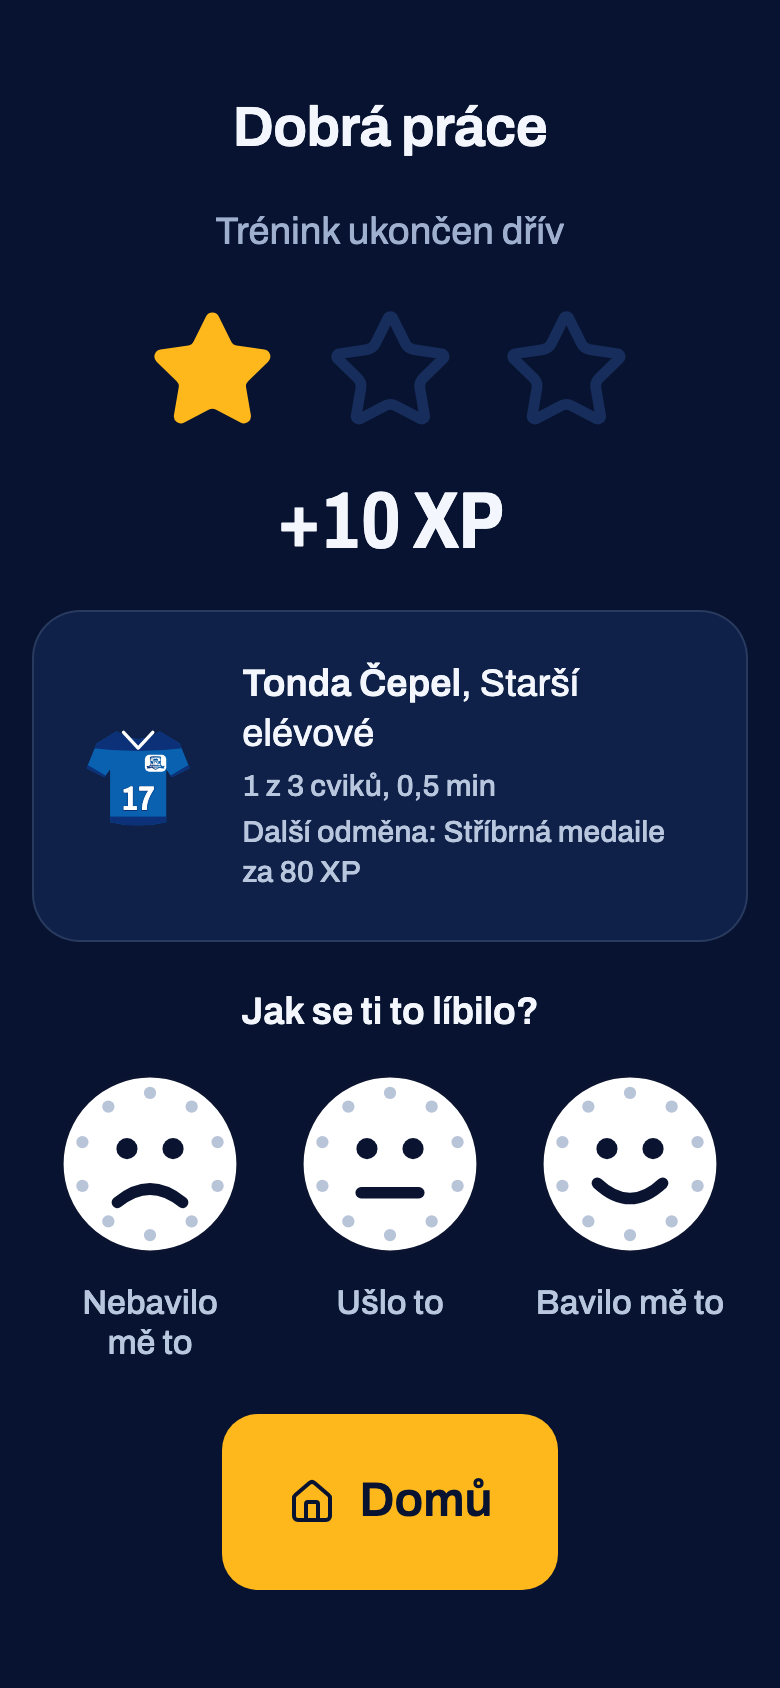 Dobrá práce
Trénink ukončen dřív
+10 XP
Tonda Čepel, Starší
elévové
1 z 3 cviků, 0,5 min
Další odměna: Stříbrná medaile
za 80 XP
17
Jak se ti to líbilo?
Nebavilo
mě to
Ušlo to
Bavilo mě to
Domů